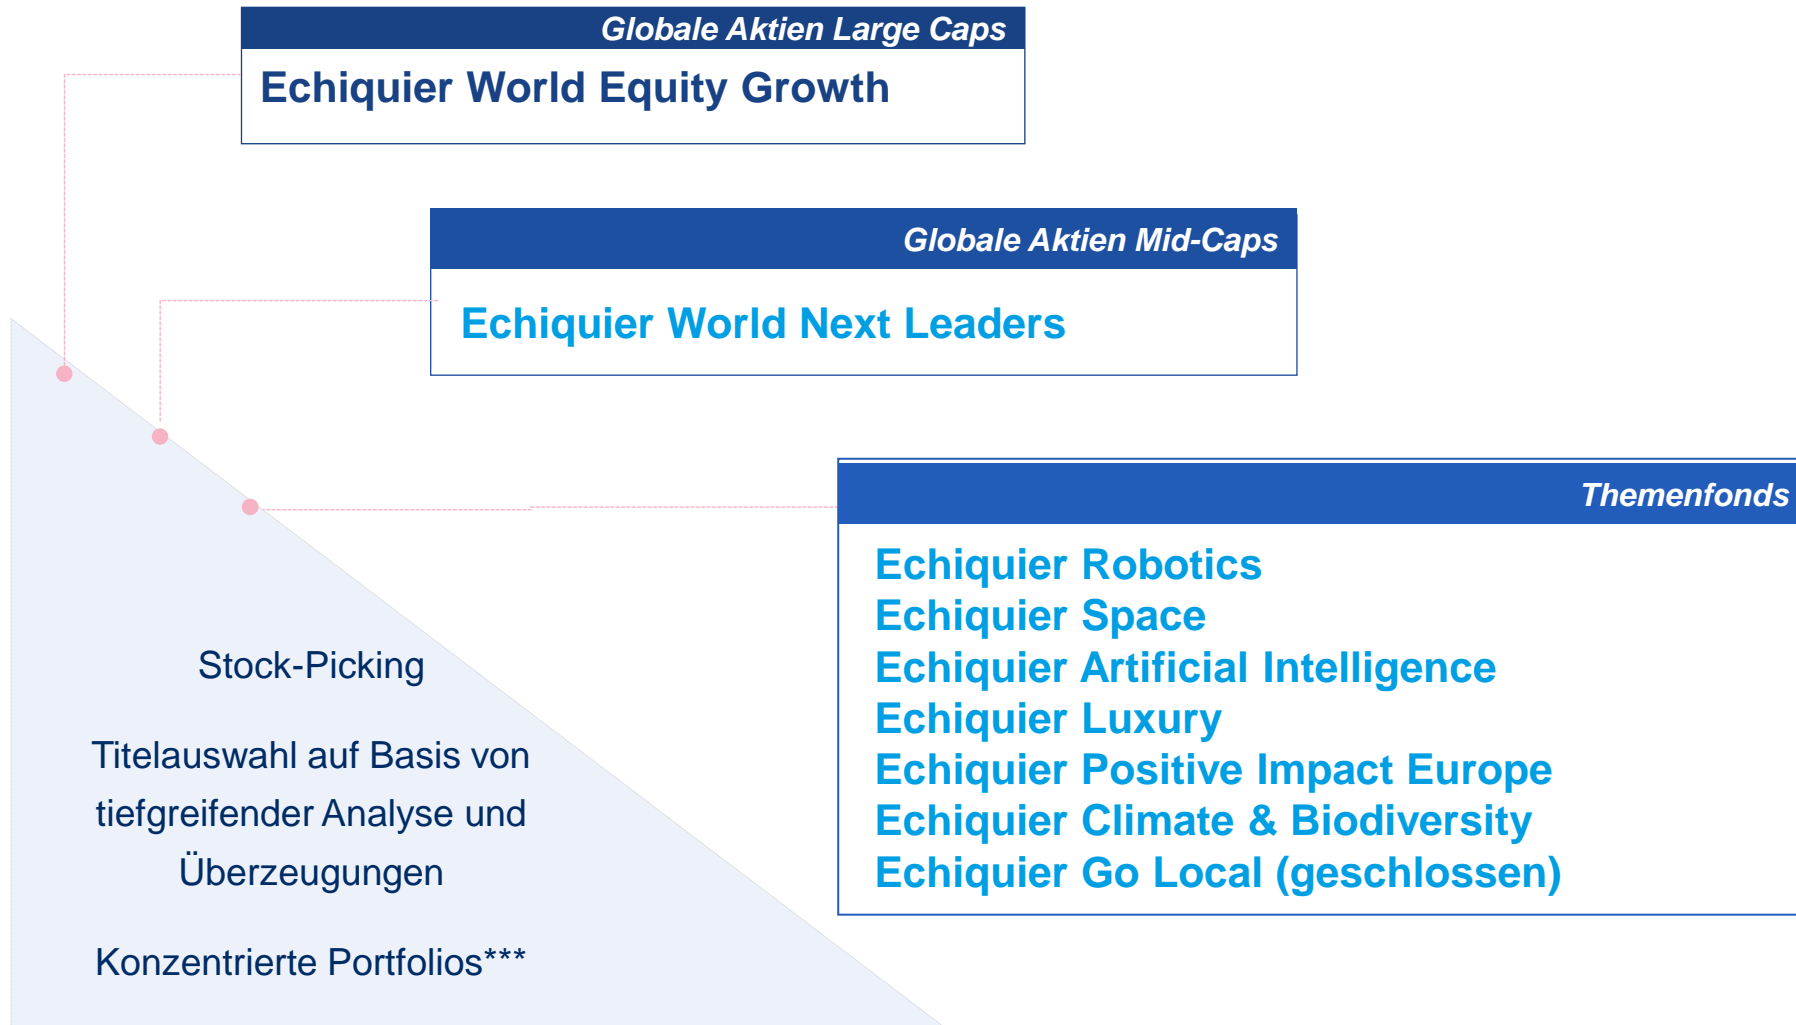 Globale Aktien Large Caps
Echiquier World Equity Growth
Globale Aktien Mid-Caps
Echiquier World Next Leaders
Themenfonds
Echiquier Robotics
Echiquier Space
Echiquier Artificial Intelligence
Echiquier Luxury
Echiquier Positive Impact Europe
Echiquier Climate & Biodiversity
Echiquier Go Local (geschlossen)
Stock-Picking
Titelauswahl auf Basis von
tiefgreifender Analyse und
Überzeugungen
Konzentrierte Portfolios***